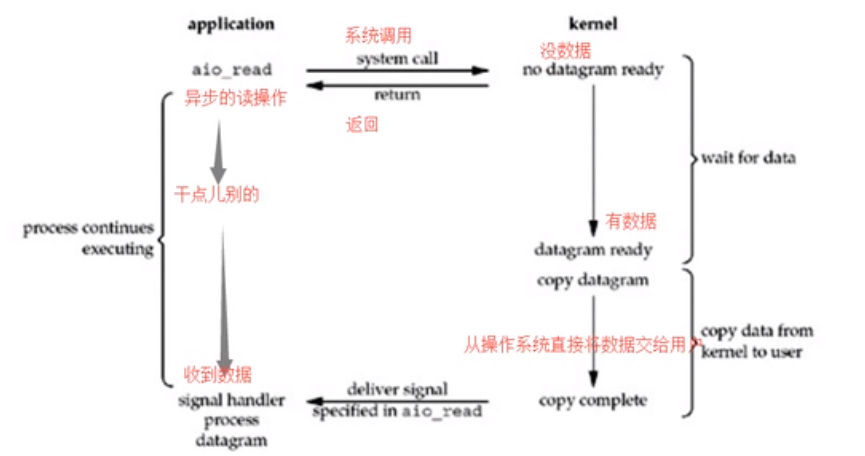 application
kernel
系统调用
没数据
aio_read
system call
no datagram ready
异步的读操作
return
返回
wait for data
干点儿别的
process continues
executing
有数据
datagram ready
copy datagram
从操作系统直接将数据交给用户
copy data from
kernel to user
收到数据
signal handler
process
datagram
deliver signal
specified in aio_read
copy complete